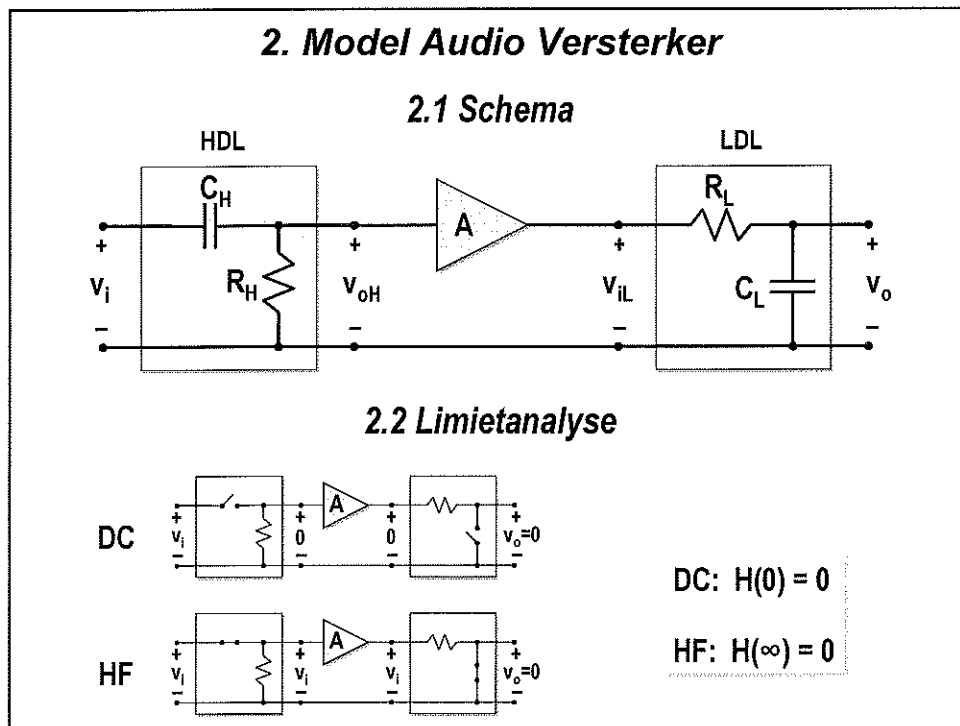 2. Model Audio Versterker
2.1 Schema
HDL
LDL
C_H
R_L
A
+
+
+
+
v_i
R_H
v_oH
v_iL
C_L
v_o
–
–
–
–
2.2 Limietanalyse
DC
A
+ + + +
v_i 0 0 v_o=0
– – – –
DC: H(0) = 0
HF
A
+ + + +
v_i v_i v_i v_o=0
– – – –
HF: H(∞) = 0